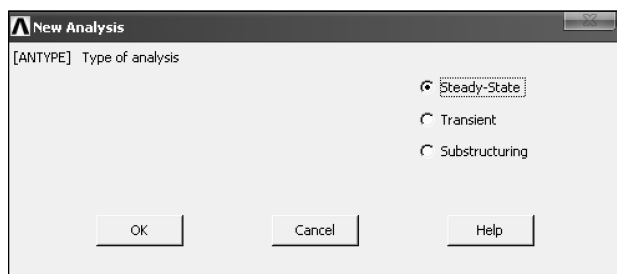 New Analysis
[ANTYPE] Type of analysis
Steady-State
Transient
Substructuring
OK Cancel Help